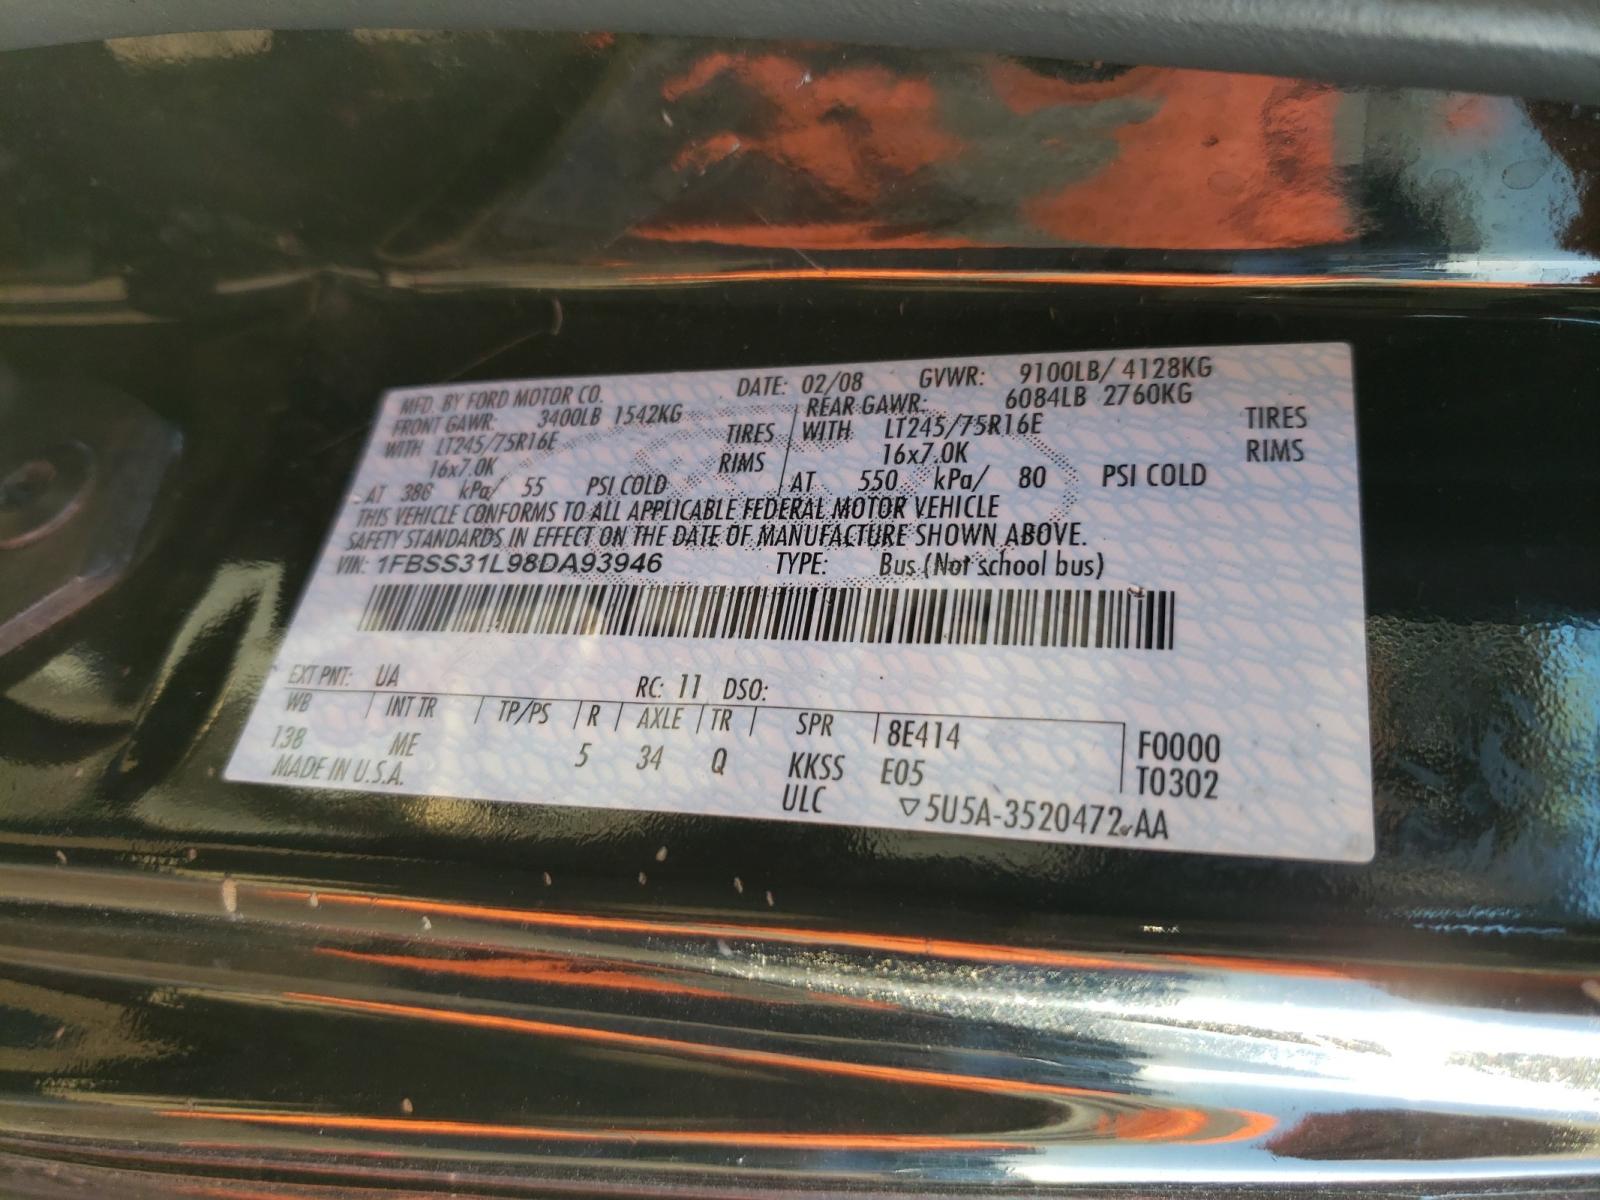 MFD. BY FORD MOTOR CO. DATE: 02/08 GVWR: 9100LB/ 4128KG
FRONT GAWR: 3400LB 1542KG REAR GAWR: 6084LB 2760KG
WITH LT245/75R16E TIRES WITH LT245/75R16E TIRES
16x7.0K RIMS 16x7.0K RIMS
AT kPa/ 55 PSI COLD AT 550 kPa/ 80 PSI COLD
THIS VEHICLE CONFORMS TO ALL APPLICABLE FEDERAL MOTOR VEHICLE
SAFETY STANDARDS IN EFFECT ON THE DATE OF MANUFACTURE SHOWN ABOVE.
VIN: 1FBSS31L98DA93946 TYPE: Bus (Not school bus)
EXT PNT: UA RC: 11 DSO:
WB INT TR TP/PS R AXLE TR SPR 8E414 F0000
138 ME 5 34 Q KKSS E05 T0302
MADE IN U.S.A. ULC ▽5U5A-3520472-AA